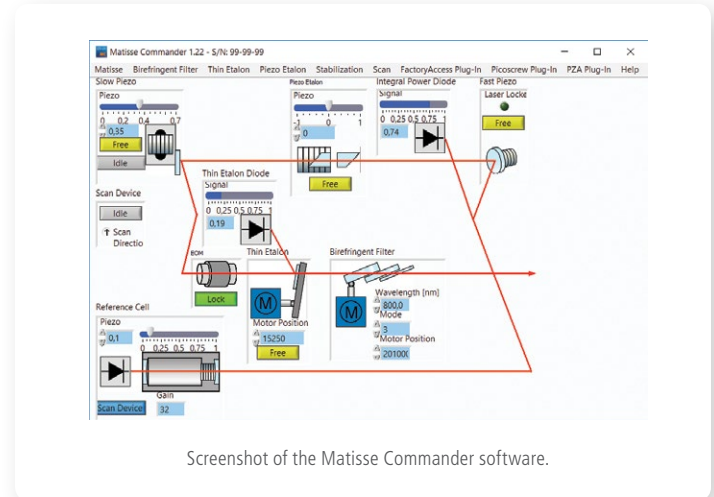 Matisse Commander 1.22 - S/N: 99-99-99
Matisse Birefringent Filter Thin Etalon Piezo Etalon Stabilization Scan FactoryAccess Plug-In Picoscrew Plug-In PZA Plug-In Help
Slow Piezo
Piezo
0 0,2 0,4 0,7
0,35
Free
Idle
Piezo Etalon
Piezo
-1 0 1
0
Free
Integral Power Diode
Signal
0 0,25 0,5 0,75 1
0,74
Fast Piezo
Laser Locke
Free
Scan Device
Idle
Scan
Directio
Thin Etalon Diode
Signal
0 0,25 0,5 0,75 1
0,19
BOM
Lock
Thin Etalon
M
Motor Position
15250
Free
Birefringent Filter
M
Wavelength [nm]
800,0
Mode
3
Motor Position
20100(
Reference Cell
Piezo
0,1
0 0,25 0,5 0,75 1
Gain
32
Scan Device
Screenshot of the Matisse Commander software.